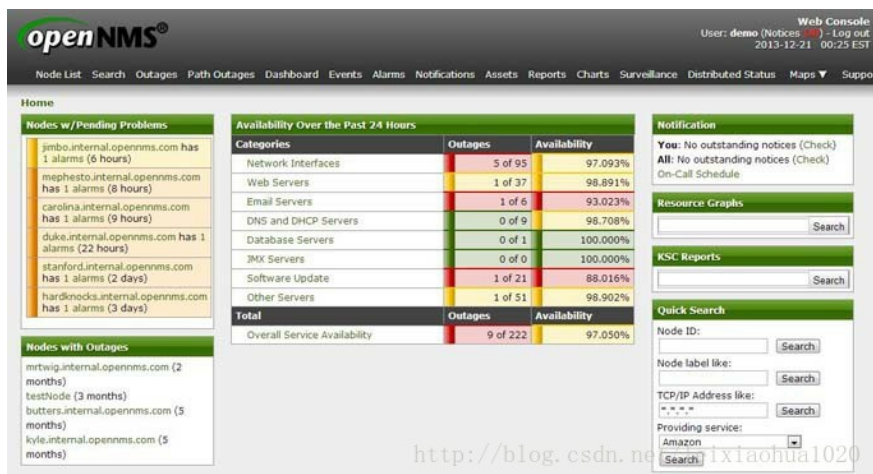 openNMS®
Web Console
User: demo (Notices ) - Log out
2013-12-21 00:25 EST
Node List Search Outages Path Outages Dashboard Events Alarms Notifications Assets Reports Charts Surveillance Distributed Status Maps ▼ Suppo
Home
Nodes w/Pending Problems
jimbo.internal.opennms.com has
1 alarms (6 hours)
mephesto.internal.opennms.com
has 1 alarms (8 hours)
carolina.internal.opennms.com
has 1 alarms (9 hours)
duke.internal.opennms.com has 1
alarms (22 hours)
stanford.internal.opennms.com
has 1 alarms (2 days)
hardknocks.internal.opennms.com
has 1 alarms (3 days)
Nodes with Outages
mrtwig.internal.opennms.com (2
months)
testNode (3 months)
butters.internal.opennms.com (5
months)
kyle.internal.opennms.com (5
months)
Availability Over the Past 24 Hours
Categories Outages Availability
Network Interfaces 5 of 95 97.093%
Web Servers 1 of 37 98.891%
Email Servers 1 of 6 93.023%
DNS and DHCP Servers 0 of 9 98.708%
Database Servers 0 of 1 100.000%
JMX Servers 0 of 0 100.000%
Software Update 1 of 21 88.016%
Other Servers 1 of 51 98.902%
Total Outages Availability
Overall Service Availability 9 of 222 97.050%
Notification
You: No outstanding notices (Check)
All: No outstanding notices (Check)
On-Call Schedule
Resource Graphs
Search
KSC Reports
Search
Quick Search
Node ID:
Search
Node label like:
Search
TCP/IP Address like:
*.*.*.* Search
Providing service:
Amazon
Search
http://blog.csdn.net/leixiaohua1020